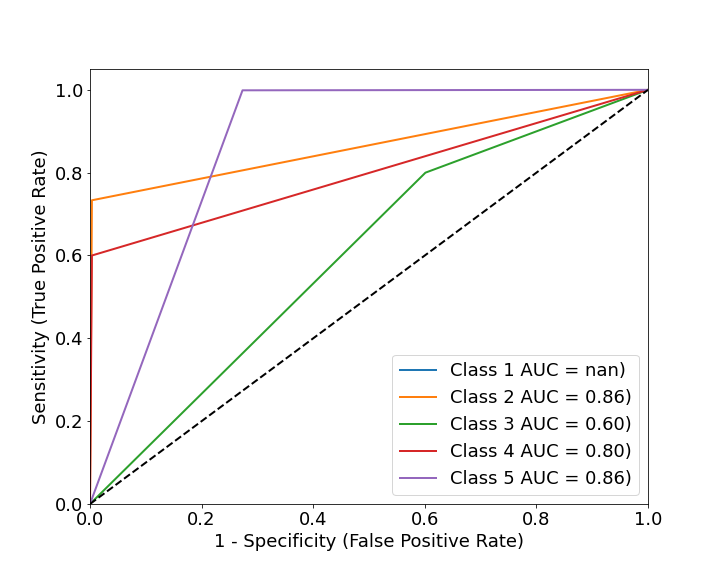 1.0
0.8
0.6
0.4
0.2
0.0
Sensitivity (True Positive Rate)
Class 1 AUC = nan)
Class 2 AUC = 0.86)
Class 3 AUC = 0.60)
Class 4 AUC = 0.80)
Class 5 AUC = 0.86)
0.0 0.2 0.4 0.6 0.8 1.0
1 - Specificity (False Positive Rate)